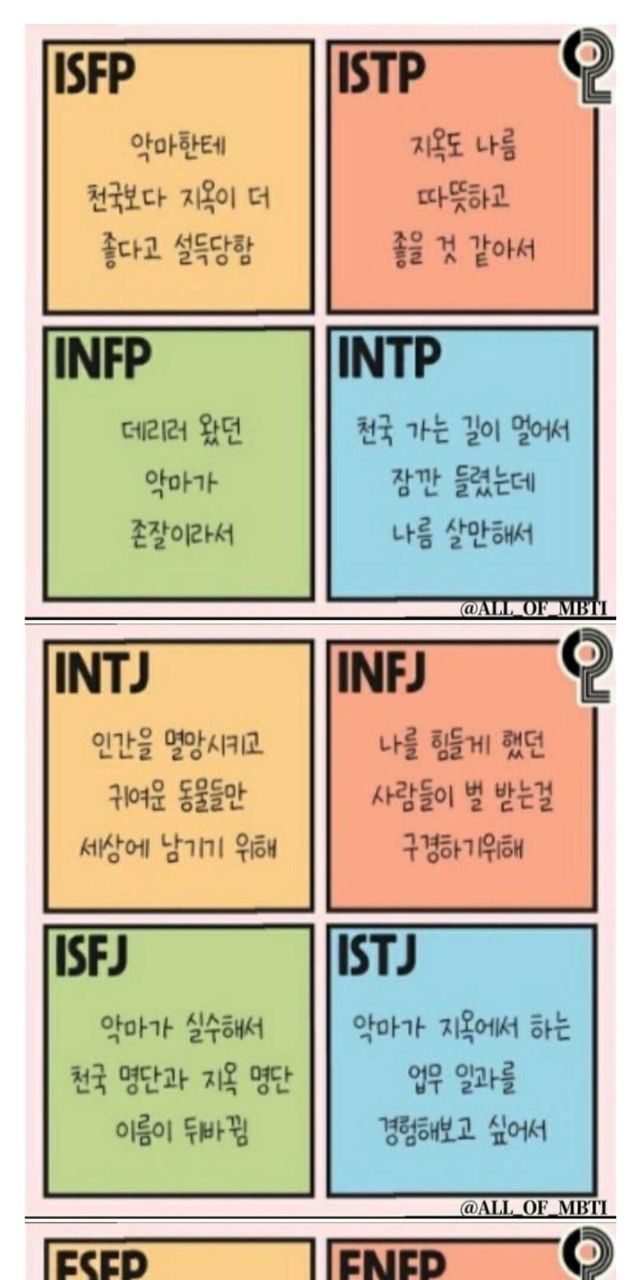 ISFP
악마한테
천국보다 지옥이 더
좋다고 설득당함
ISTP
지옥도 나름
따뜻하고
좋을 것 같아서
INFP
데리러 왔던
악마가
존잘이라서
INTP
천국 가는 길이 멀어서
잠깐 들렸는데
나름 살만해서
@ALL_OF_MBTI
INTJ
인간을 멸망시키고
귀여운 동물들만
세상에 남기기 위해
INFJ
나를 힘들게 했던
사람들이 벌 받는걸
구경하기위해
ISFJ
악마가 실수해서
천국 명단과 지옥 명단
이름이 뒤바뀜
ISTJ
악마가 지옥에서 하는
업무 일과를
경험해보고 싶어서
@ALL_OF_MBTI
ESFP
ENFP